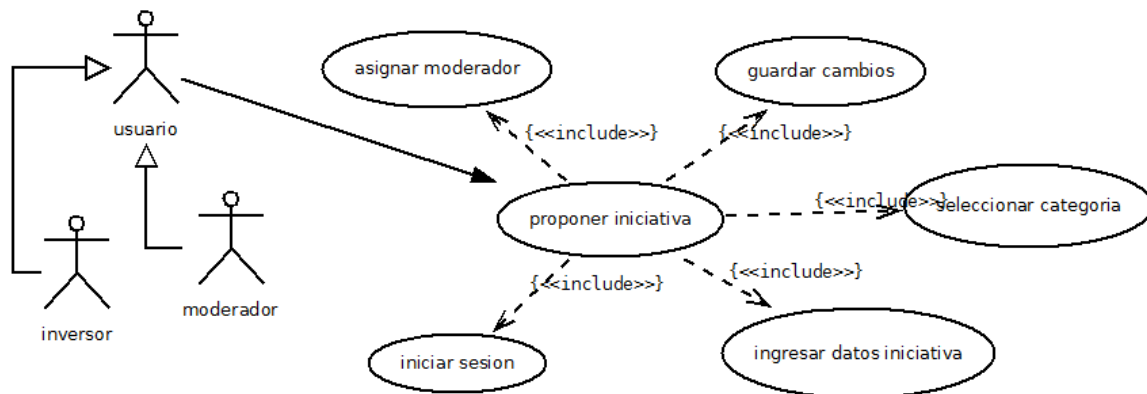 asignar moderador
guardar cambios
usuario
{<<include>>}
{<<include>>}
proponer iniciativa
{<<include>>}
seleccionar categoria
{<<include>>}
{<<include>>}
moderador
inversor
iniciar sesion
ingresar datos iniciativa